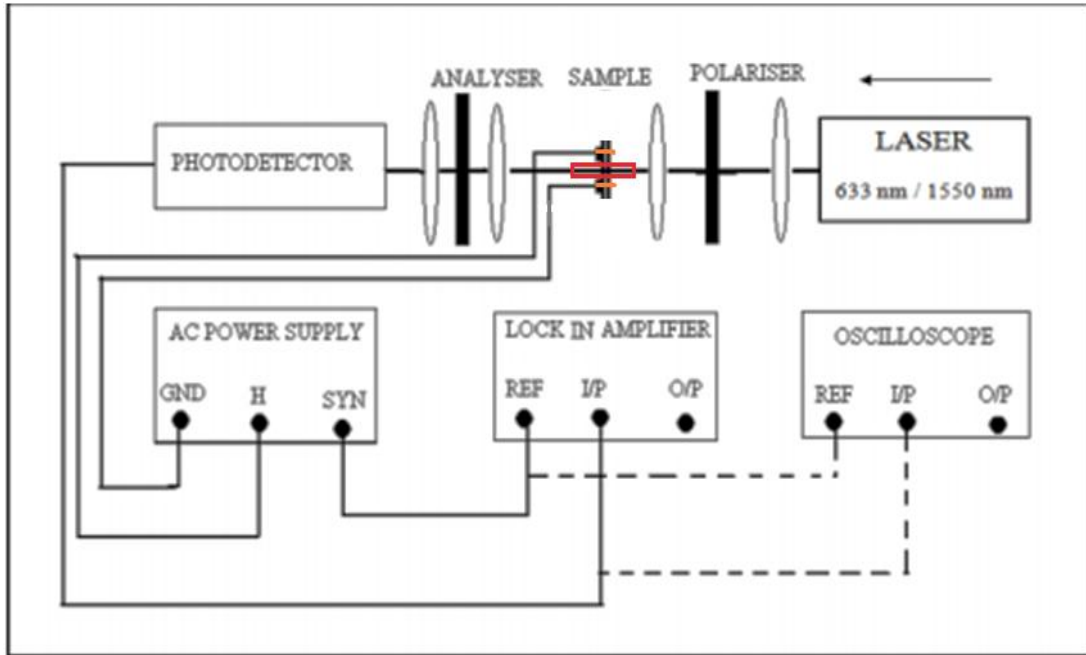 ANALYSER
SAMPLE
POLARISER
PHOTODETECTOR
LASER
633 nm / 1550 nm
AC POWER SUPPLY
GND
H
SYN
LOCK IN AMPLIFIER
REF
I/P
O/P
OSCILLOSCOPE
REF
I/P
O/P